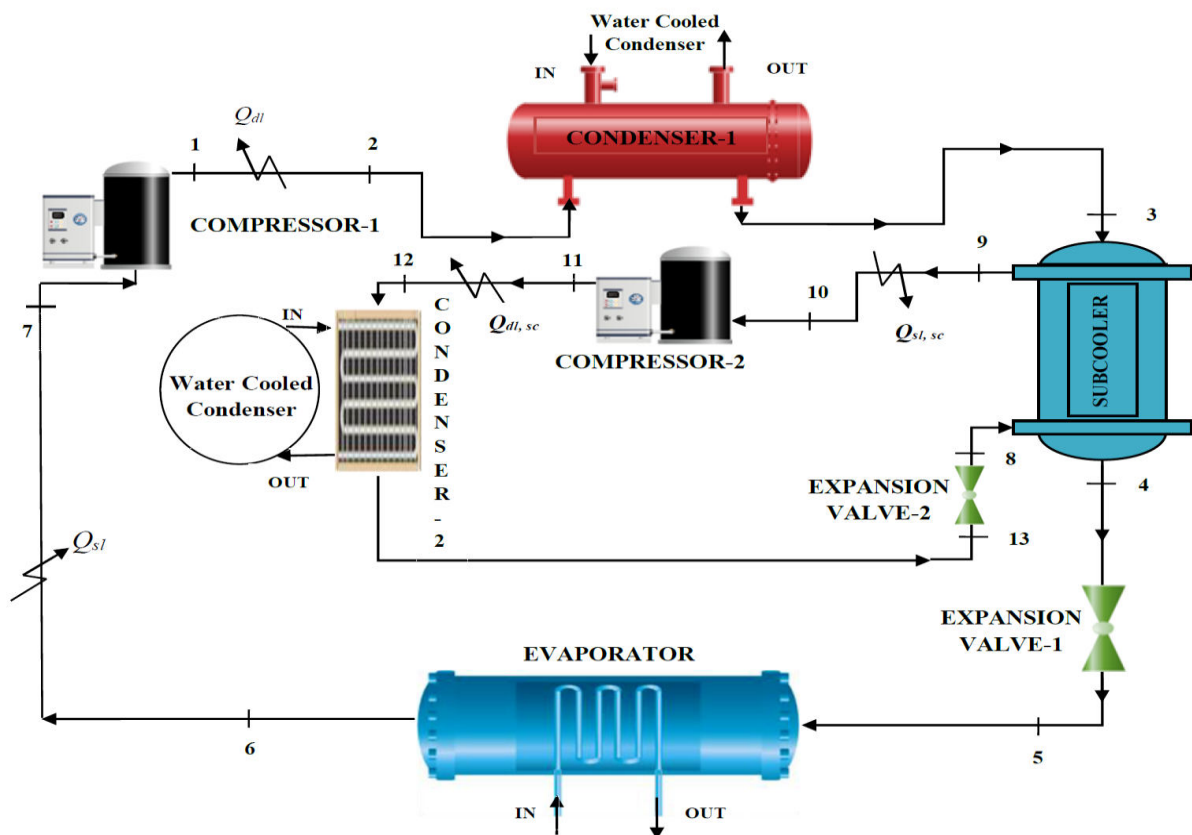 Water Cooled
Condenser
IN
OUT
Qdl
1
2
CONDENSER-1
COMPRESSOR-1
3
9
12
11
10
Qdl, sc
Qsl, sc
7
IN
CONDENSER-2
COMPRESSOR-2
SUBCOOLER
Water Cooled
Condenser
OUT
8
EXPANSION
VALVE-2
4
13
Qsl
EXPANSION
VALVE-1
EVAPORATOR
6
5
IN
OUT